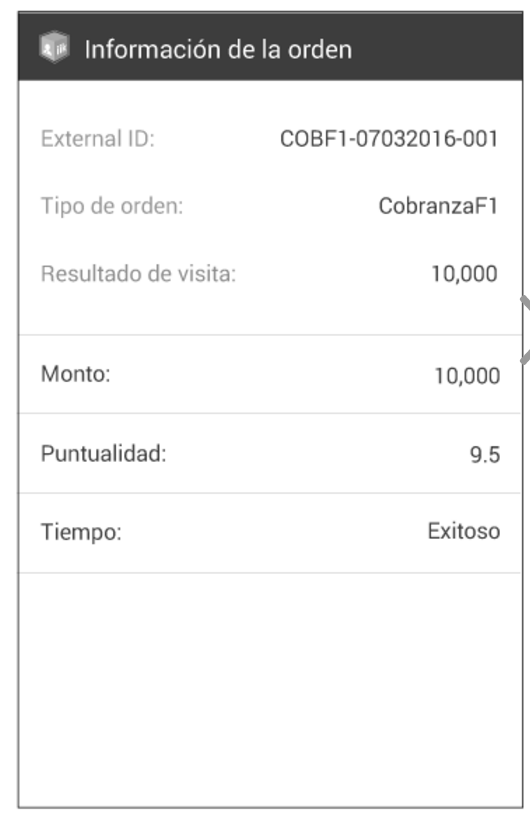 Información de la orden
External ID: COBF1-07032016-001
Tipo de orden: CobranzaF1
Resultado de visita: 10,000
Monto: 10,000
Puntualidad: 9.5
Tiempo: Exitoso